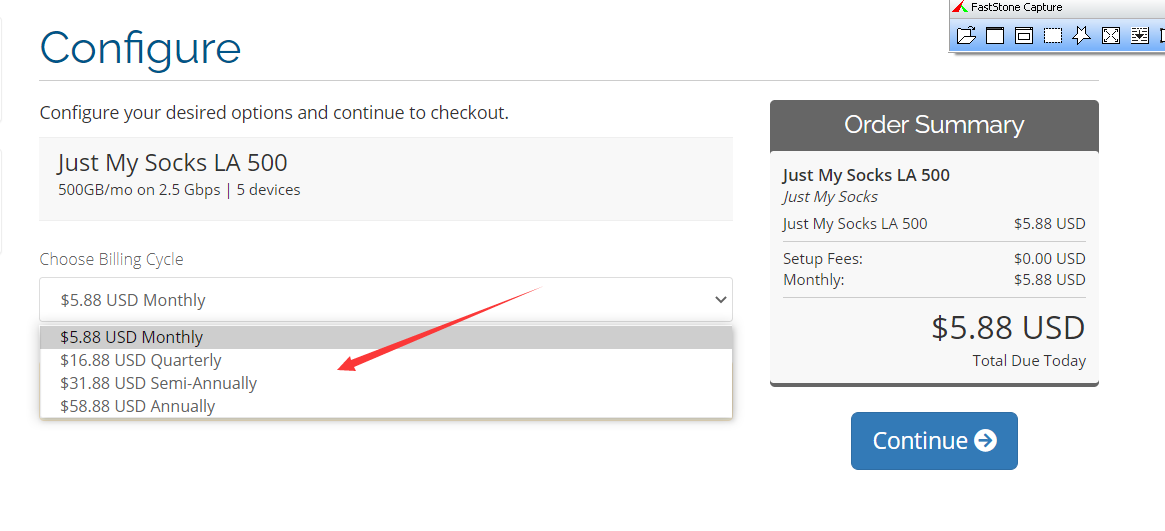 FastStone Capture
Configure
Configure your desired options and continue to checkout.
Just My Socks LA 500
500GB/mo on 2.5 Gbps | 5 devices
Choose Billing Cycle
$5.88 USD Monthly
$5.88 USD Monthly
$16.88 USD Quarterly
$31.88 USD Semi-Annually
$58.88 USD Annually
Order Summary
Just My Socks LA 500
Just My Socks
Just My Socks LA 500 $5.88 USD
Setup Fees: $0.00 USD
Monthly: $5.88 USD
$5.88 USD
Total Due Today
Continue